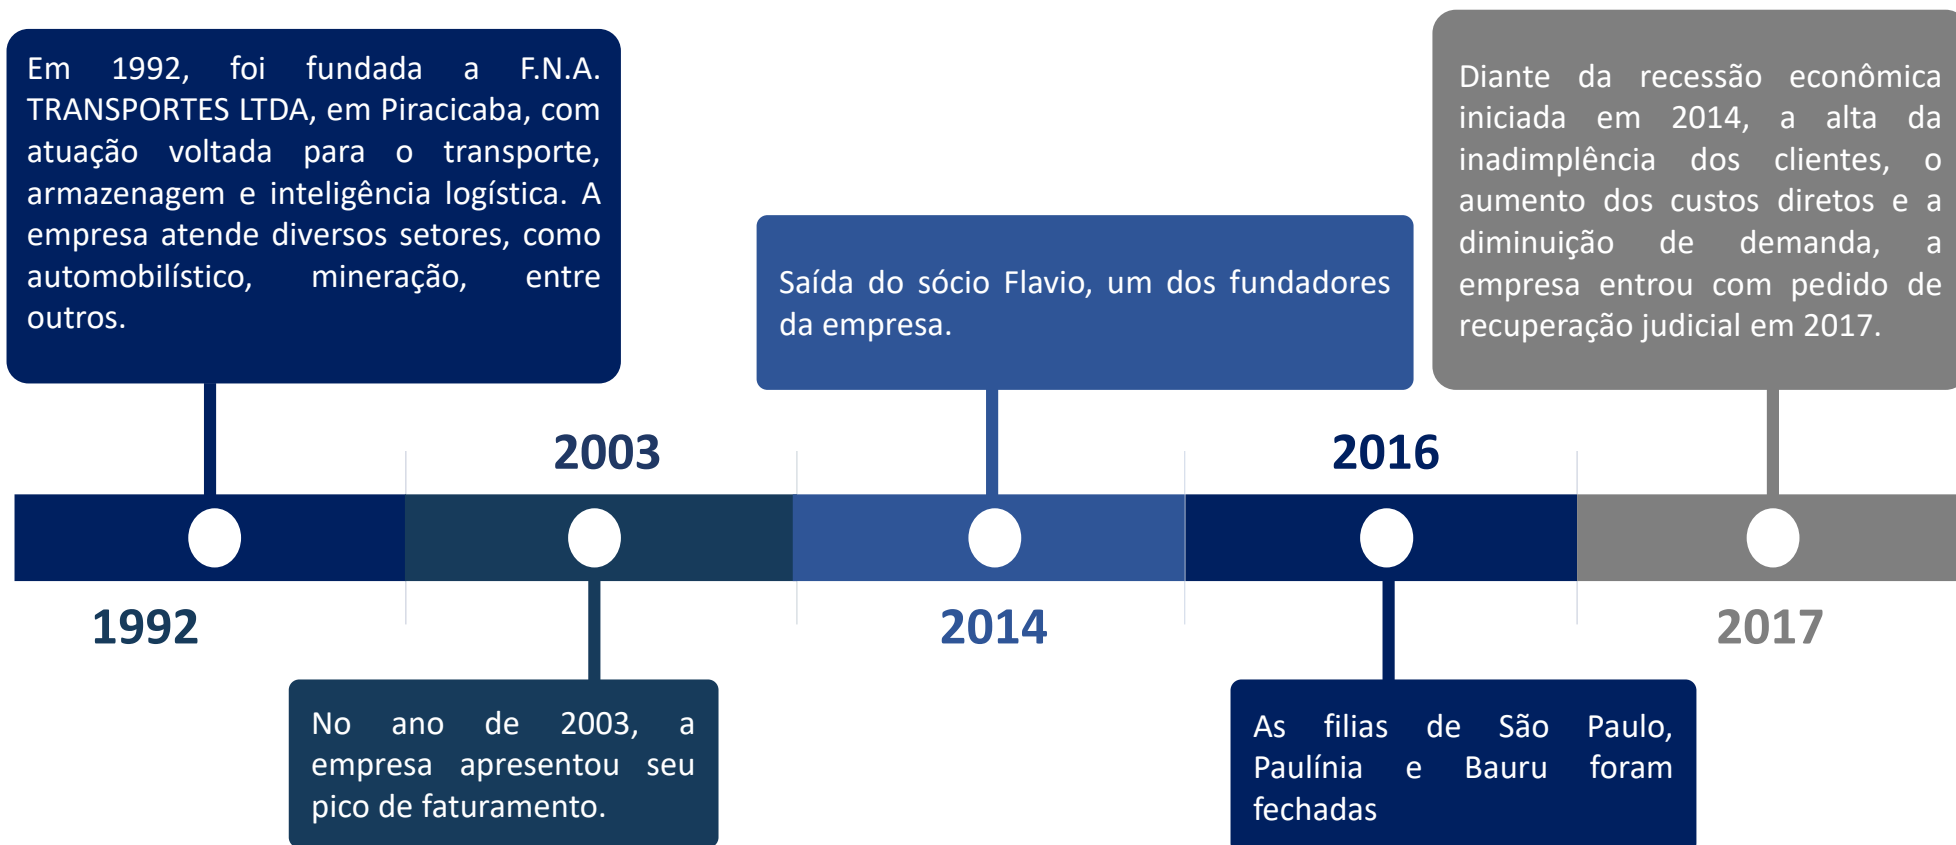 Em 1992, foi fundada a F.N.A.
TRANSPORTES LTDA, em Piracicaba, com
atuação voltada para o transporte,
armazenagem e inteligência logística. A
empresa atende diversos setores, como
automobilístico, mineração, entre
outros.
1992
2003
No ano de 2003, a
empresa apresentou seu
pico de faturamento.
Saída do sócio Flavio, um dos fundadores
da empresa.
2014
2016
As filias de São Paulo,
Paulínia e Bauru foram
fechadas
Diante da recessão econômica
iniciada em 2014, a alta da
inadimplência dos clientes, o
aumento dos custos diretos e a
diminuição de demanda, a
empresa entrou com pedido de
recuperação judicial em 2017.
2017